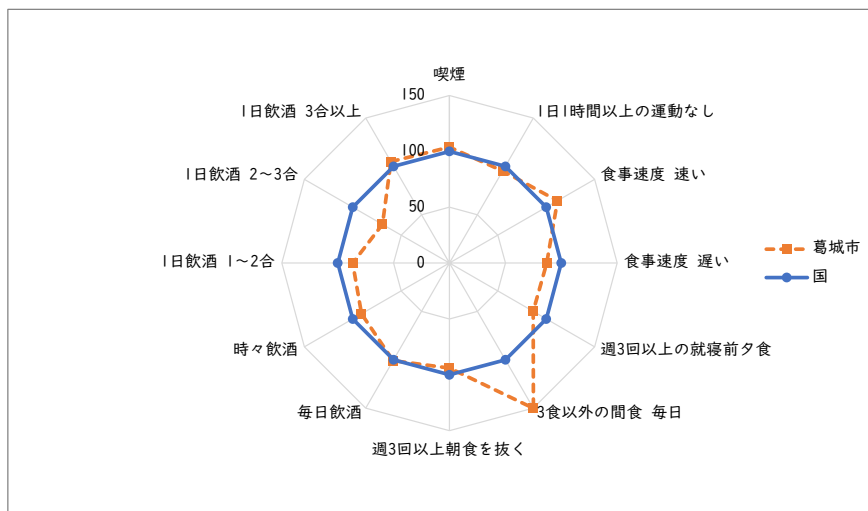 喫煙
150
1日飲酒 3合以上
1日1時間以上の運動なし
100
1日飲酒 2～3合
食事速度 速い
50
葛城市
1日飲酒 1～2合
0
食事速度 遅い
国
時々飲酒
週3回以上の就寝前夕食
毎日飲酒
3食以外の間食 毎日
週3回以上朝食を抜く